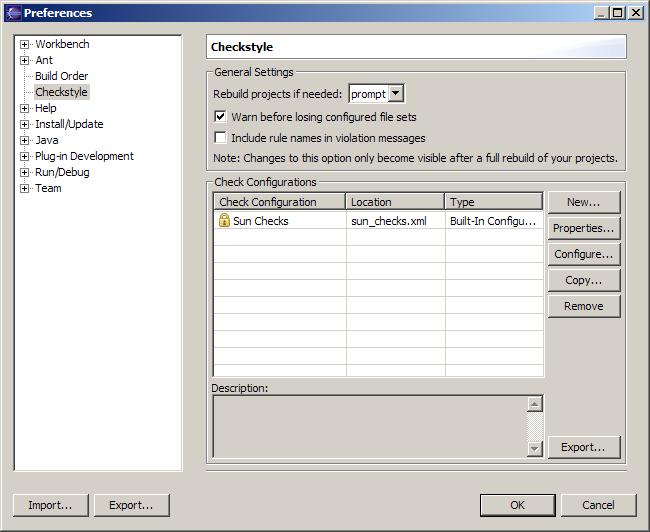 Preferences
Workbench
Ant
Build Order
Checkstyle
Help
Install/Update
Java
Plug-in Development
Run/Debug
Team
Checkstyle
General Settings
Rebuild projects if needed: prompt
Warn before losing configured file sets
Include rule names in violation messages
Note: Changes to this option only become visible after a full rebuild of your projects.
Check Configurations
Check Configuration Location Type
Sun Checks sun_checks.xml Built-In Configu...
New...
Properties...
Configure...
Copy...
Remove
Description:
Export...
Import... Export... OK Cancel